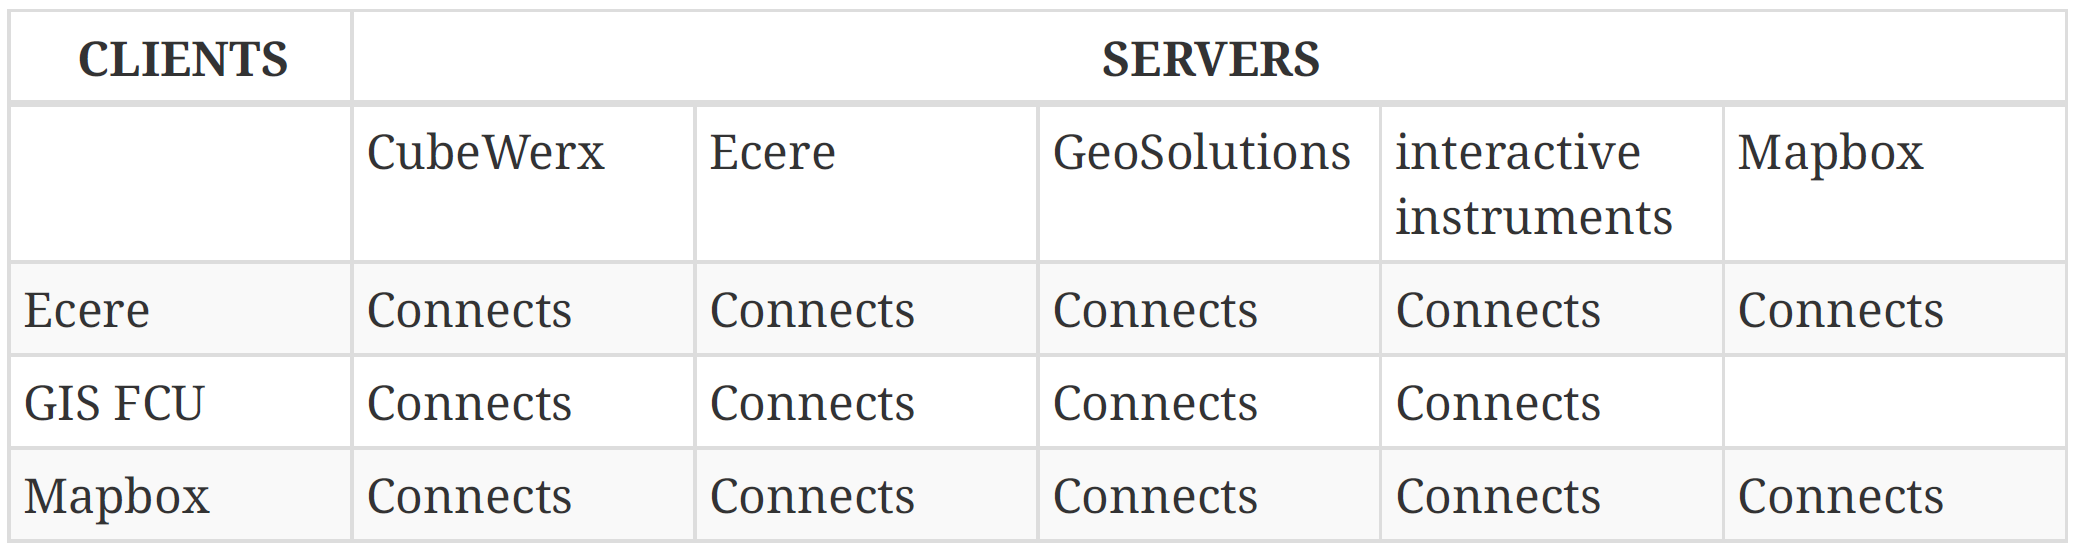 CLIENTS SERVERS
CubeWerx Ecere GeoSolutions interactive instruments Mapbox
Ecere Connects Connects Connects Connects Connects
GIS FCU Connects Connects Connects Connects
Mapbox Connects Connects Connects Connects Connects